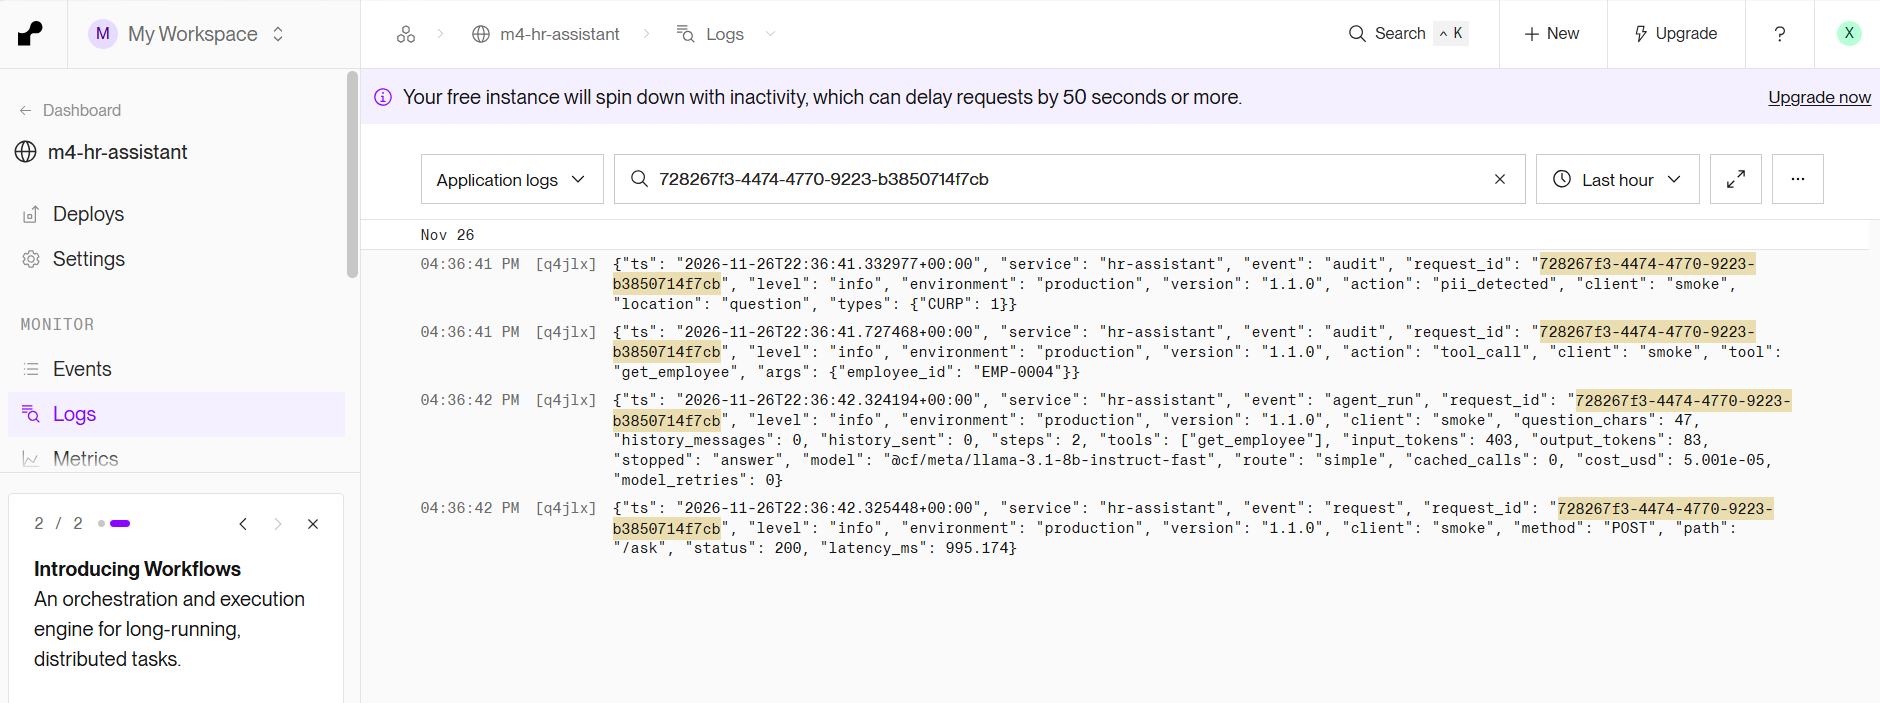 M My Workspace
m4-hr-assistant
Logs
Search ^ K
+ New
Upgrade
?
X
Dashboard
m4-hr-assistant
Deploys
Settings
MONITOR
Events
Logs
Metrics
2 / 2
Introducing Workflows
An orchestration and execution
engine for long-running,
distributed tasks.
Your free instance will spin down with inactivity, which can delay requests by 50 seconds or more.
Upgrade now
Application logs
728267f3-4474-4770-9223-b3850714f7cb
Last hour
...
Nov 26
04:36:41 PM [q4jlx] {"ts": "2026-11-26T22:36:41.332977+00:00", "service": "hr-assistant", "event": "audit", "request_id": "728267f3-4474-4770-9223-
b3850714f7cb", "level": "info", "environment": "production", "version": "1.1.0", "action": "pii_detected", "client": "smoke",
"location": "question", "types": {"CURP": 1}}
04:36:41 PM [q4jlx] {"ts": "2026-11-26T22:36:41.727468+00:00", "service": "hr-assistant", "event": "audit", "request_id": "728267f3-4474-4770-9223-
b3850714f7cb", "level": "info", "environment": "production", "version": "1.1.0", "action": "tool_call", "client": "smoke", "tool":
"get_employee", "args": {"employee_id": "EMP-0004"}}
04:36:42 PM [q4jlx] {"ts": "2026-11-26T22:36:42.324194+00:00", "service": "hr-assistant", "event": "agent_run", "request_id": "728267f3-4474-4770-9223-
b3850714f7cb", "level": "info", "environment": "production", "version": "1.1.0", "client": "smoke", "question_chars": 47,
"history_messages": 0, "history_sent": 0, "steps": 2, "tools": ["get_employee"], "input_tokens": 403, "output_tokens": 83,
"stopped": "answer", "model": "@cf/meta/llama-3.1-8b-instruct-fast", "route": "simple", "cached_calls": 0, "cost_usd": 5.001e-05,
"model_retries": 0}
04:36:42 PM [q4jlx] {"ts": "2026-11-26T22:36:42.325448+00:00", "service": "hr-assistant", "event": "request", "request_id": "728267f3-4474-4770-9223-
b3850714f7cb", "level": "info", "environment": "production", "version": "1.1.0", "client": "smoke", "method": "POST", "path":
"/ask", "status": 200, "latency_ms": 995.174}